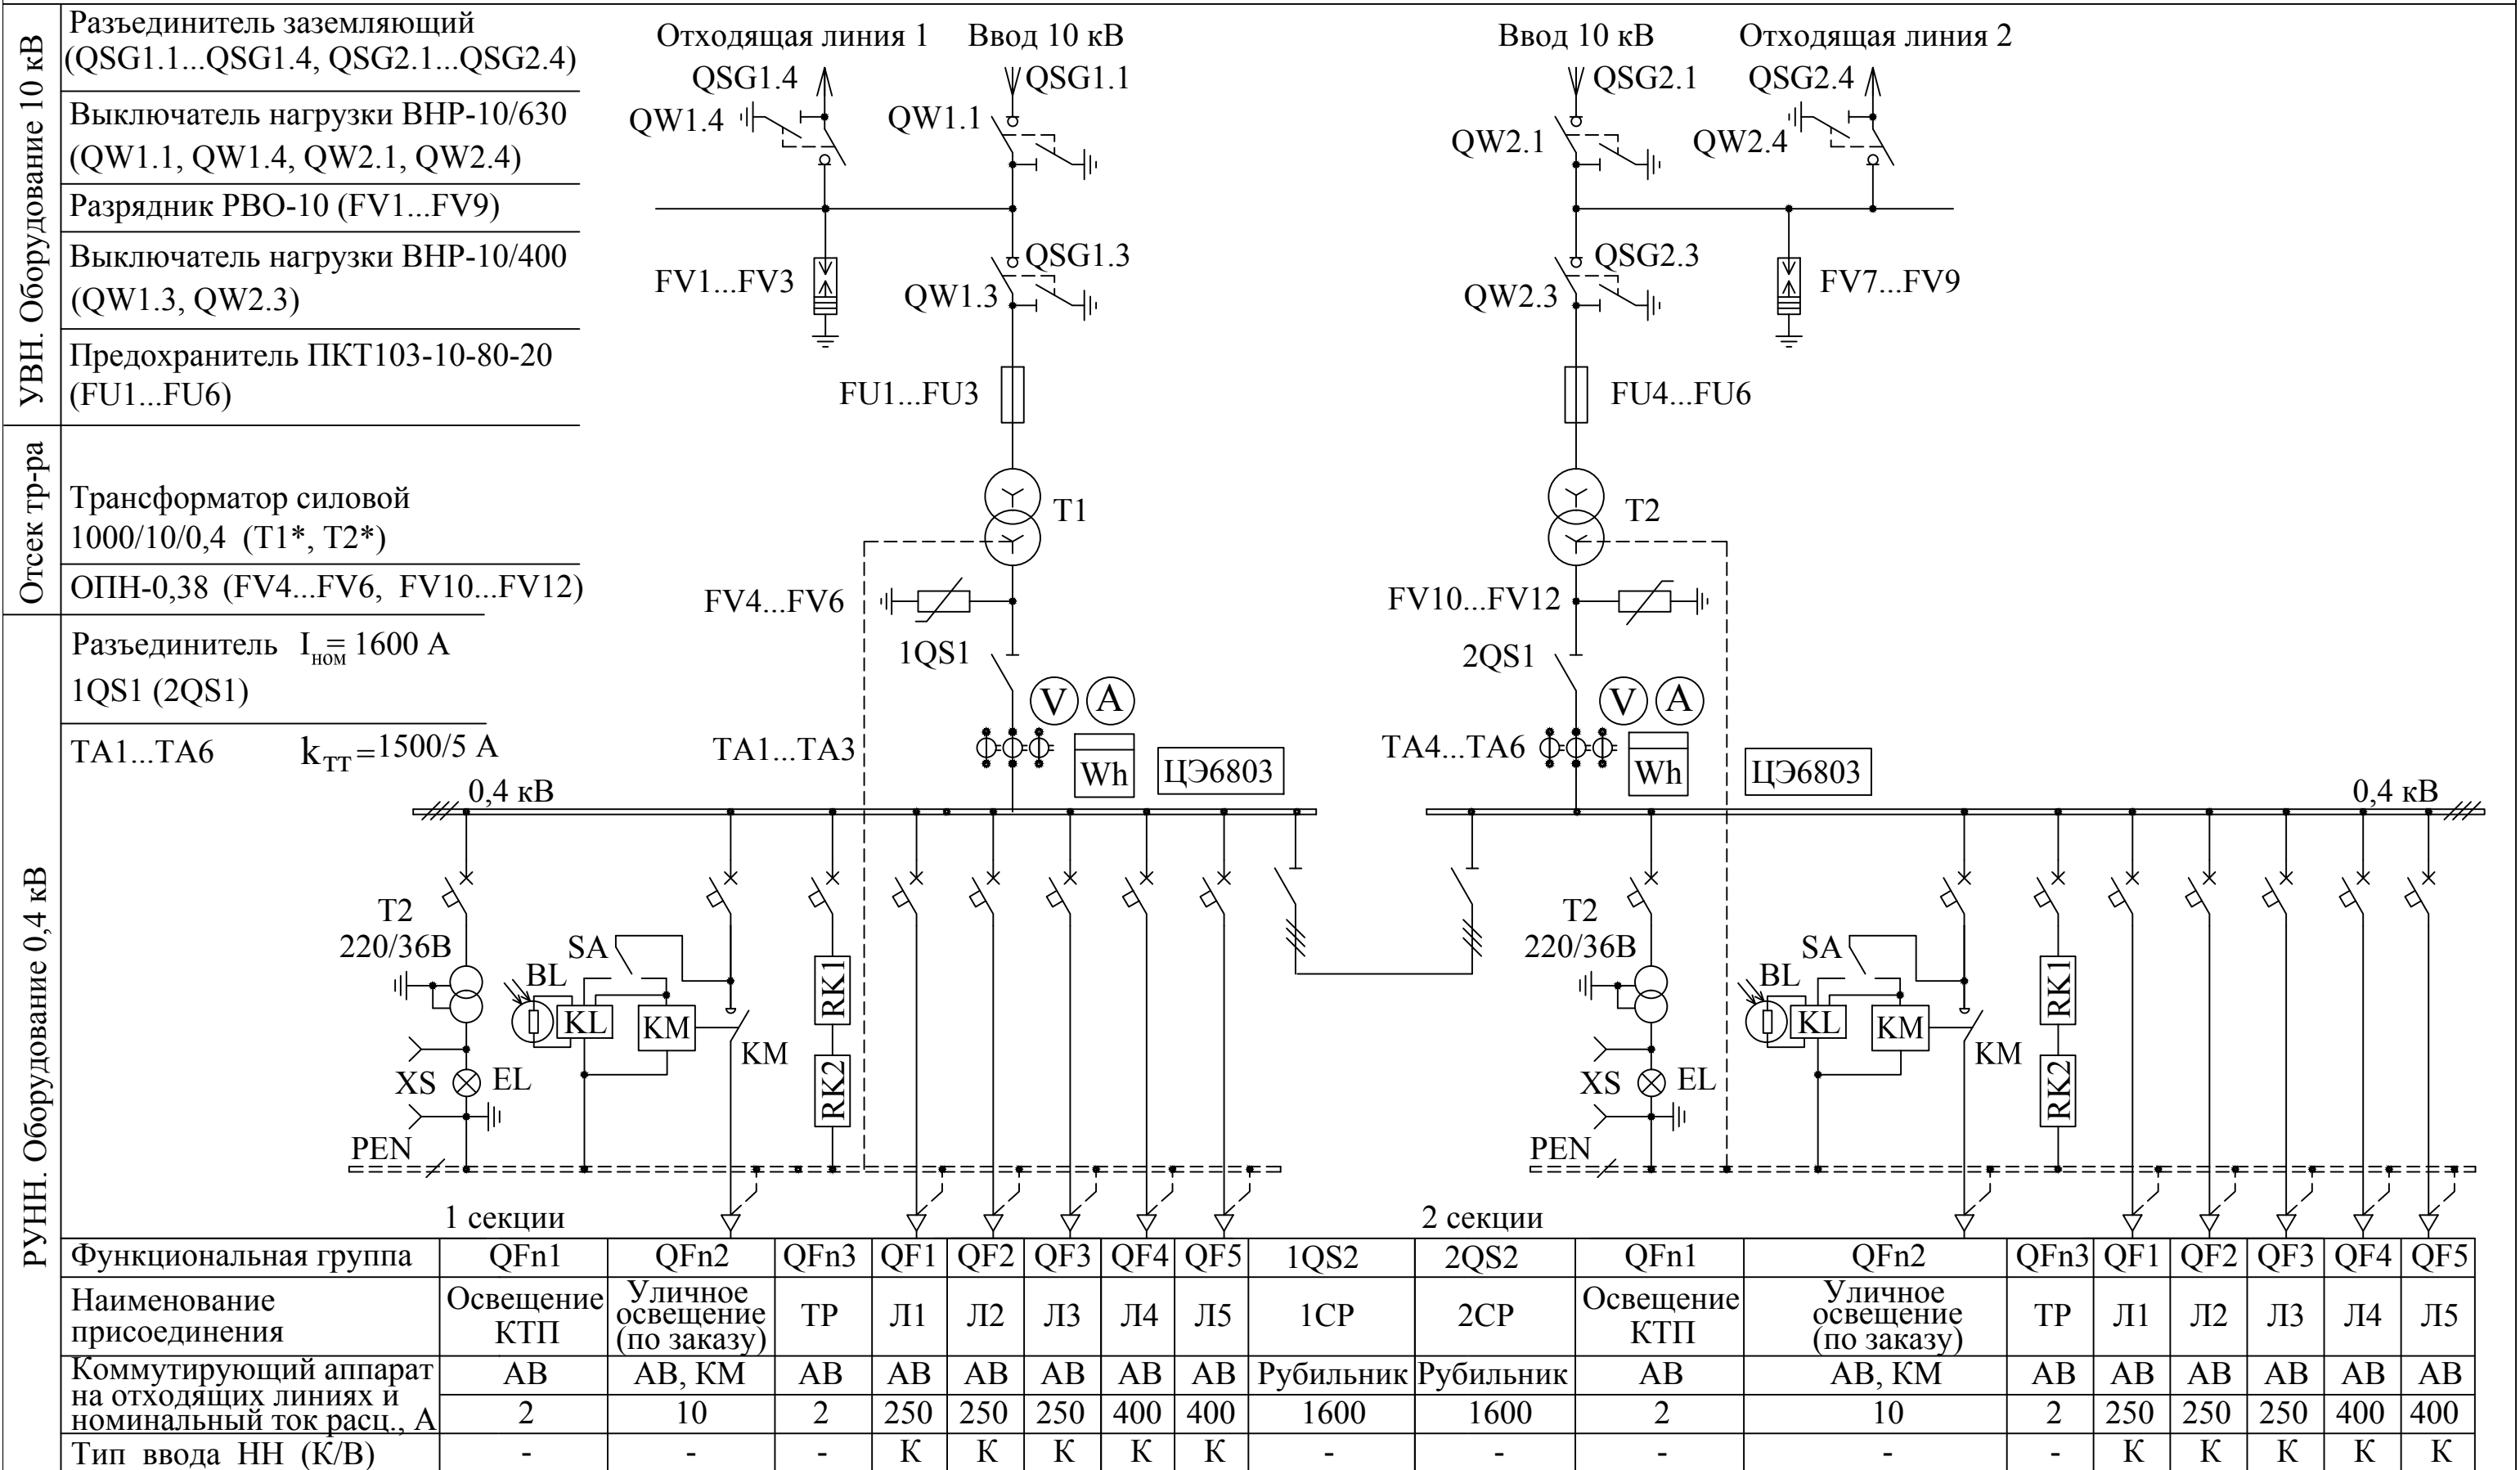 УВН. Оборудование 10 кВ
Разъединитель заземляющий
(QSG1.1...QSG1.4, QSG2.1...QSG2.4)
Выключатель нагрузки ВНР-10/630
(QW1.1, QW1.4, QW2.1, QW2.4)
Разрядник РВО-10 (FV1...FV9)
Выключатель нагрузки ВНР-10/400
(QW1.3, QW2.3)
Предохранитель ПКТ103-10-80-20
(FU1...FU6)
Отсек тр-ра
Трансформатор силовой
1000/10/0,4 (Т1*, Т2*)
ОПН-0,38 (FV4...FV6, FV10...FV12)
РУНН. Оборудование 0,4 кВ
Разъединитель Iном = 1600 А
1QS1 (2QS1)
ТА1...ТА6 kТТ = 1500/5 А
Отходящая линия 1
Ввод 10 кВ
QSG1.4
QSG1.1
QW1.4
QW1.1
QSG1.3
FV1...FV3
QW1.3
FU1...FU3
Т1
FV4...FV6
1QS1
V
A
ТА1...ТА3
Wh
ЦЭ6803
0,4 кВ
Ввод 10 кВ
Отходящая линия 2
QSG2.1
QSG2.4
QW2.1
QW2.4
QSG2.3
QW2.3
FV7...FV9
FU4...FU6
Т2
FV10...FV12
2QS1
V
A
ТА4...ТА6
Wh
ЦЭ6803
0,4 кВ
Т2
220/36В
SA
BL
KL
KM
KM
RK1
RK2
XS
EL
PEN
1 секции
Т2
220/36В
SA
BL
KL
KM
KM
RK1
RK2
XS
EL
PEN
2 секции
Функциональная группа QFn1 QFn2 QFn3 QF1 QF2 QF3 QF4 QF5 1QS2 2QS2 QFn1 QFn2 QFn3 QF1 QF2 QF3 QF4 QF5
Наименование
присоединения
Освещение
КТП
Уличное
освещение
(по заказу)
ТР Л1 Л2 Л3 Л4 Л5 1СР 2СР
Освещение
КТП
Уличное
освещение
(по заказу)
ТР Л1 Л2 Л3 Л4 Л5
Коммутирующий аппарат
на отходящих линиях и
номинальный ток расц., А
АВ АВ, КМ АВ АВ АВ АВ АВ АВ Рубильник Рубильник АВ АВ, КМ АВ АВ АВ АВ АВ АВ
2 10 2 250 250 250 400 400 1600 1600 2 10 2 250 250 250 400 400
Тип ввода НН (К/В) - - - К К К К К - - - - - К К К К К